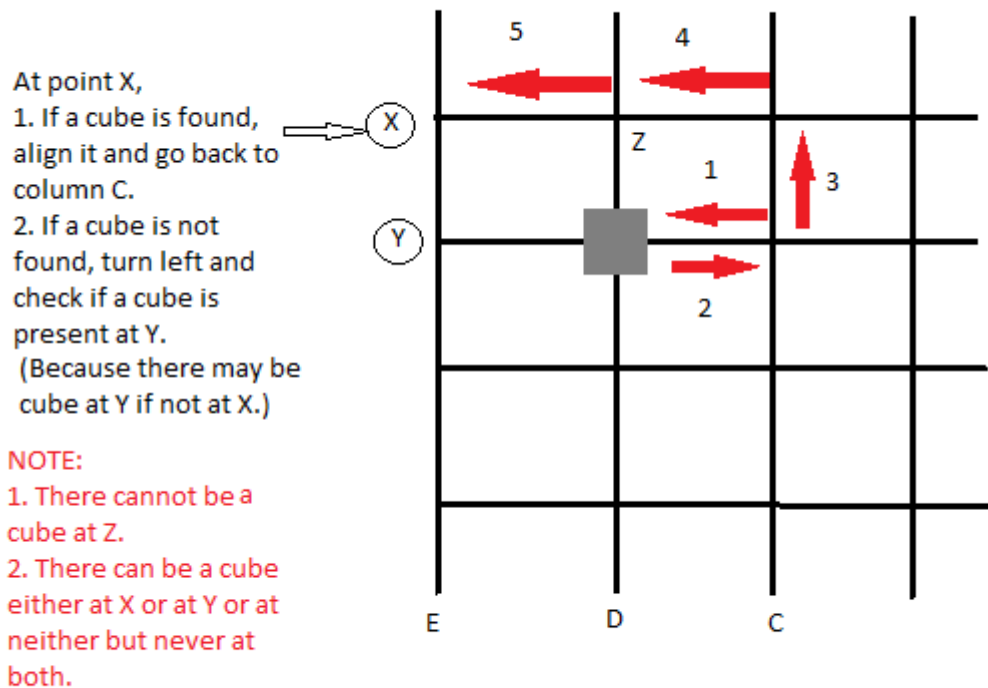 At point X,
1. If a cube is found,
align it and go back to
column C.
2. If a cube is not
found, turn left and
check if a cube is
present at Y.
(Because there may be
cube at Y if not at X.)
NOTE:
1. There cannot be a
cube at Z.
2. There can be a cube
either at X or at Y or at
neither but never at
both.
5
4
X
Z
1
3
Y
2
E
D
C